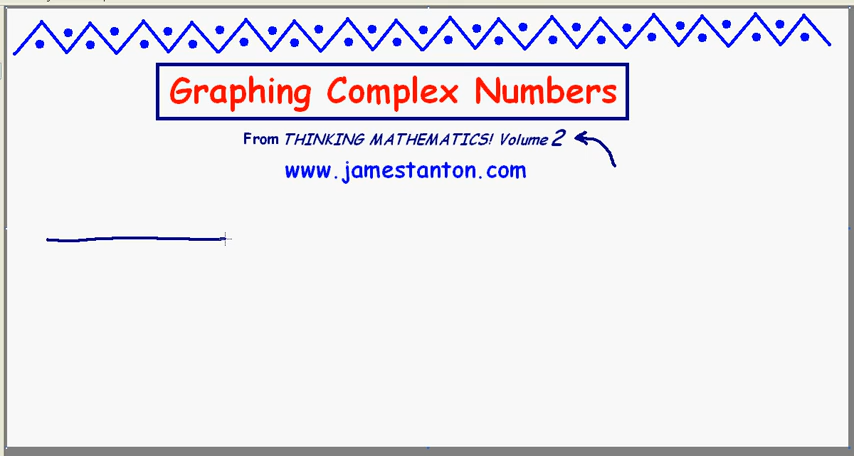 Graphing Complex Numbers
From THINKING MATHEMATICS! Volume 2
www.jamestanton.com